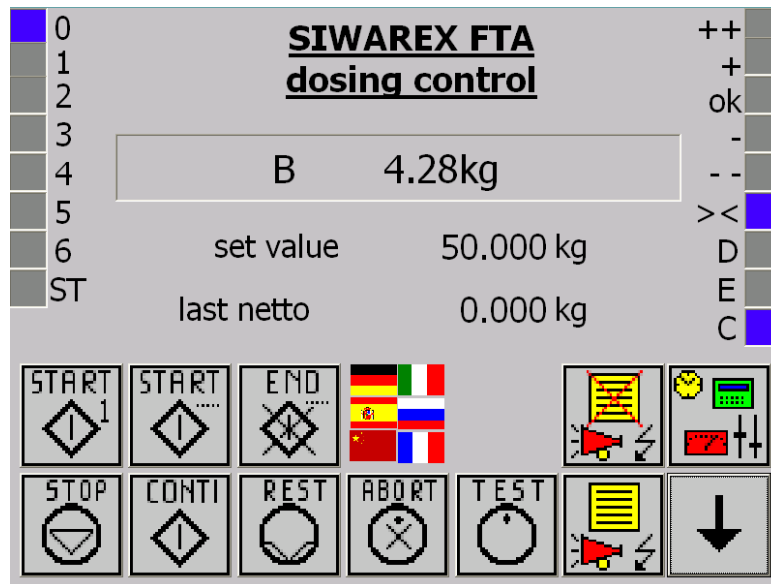 0
SIWAREX FTA
++
1
dosing control
+
2
ok
3
-
4
B 4.28kg
- -
5
><
6
set value 50.000 kg
D
ST
last netto 0.000 kg
E
C
START 1
START
END
STOP
CONTI
REST
ABORT
TEST